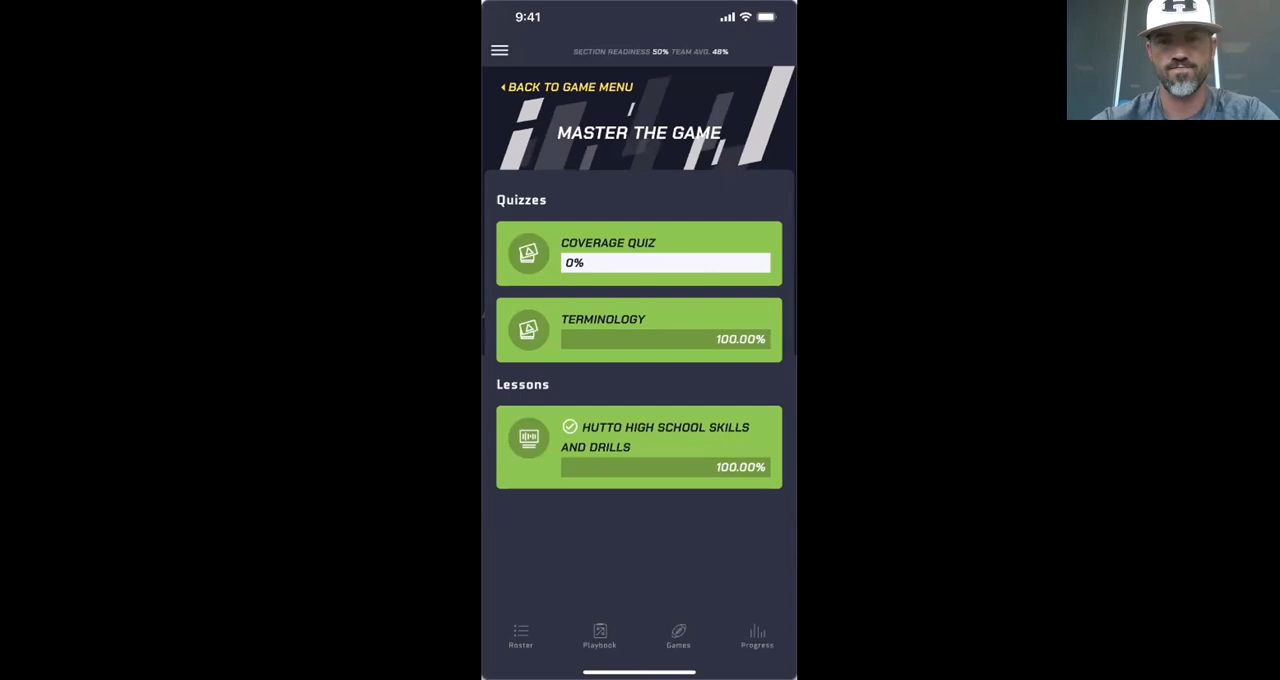 9:41
SECTION READINESS 50% TEAM AVG. 48%
BACK TO GAME MENU
MASTER THE GAME
Quizzes
COVERAGE QUIZ
0%
TERMINOLOGY
100.00%
Lessons
HUTTO HIGH SCHOOL SKILLS
AND DRILLS
100.00%
Roster
Playbook
Games
Progress
H